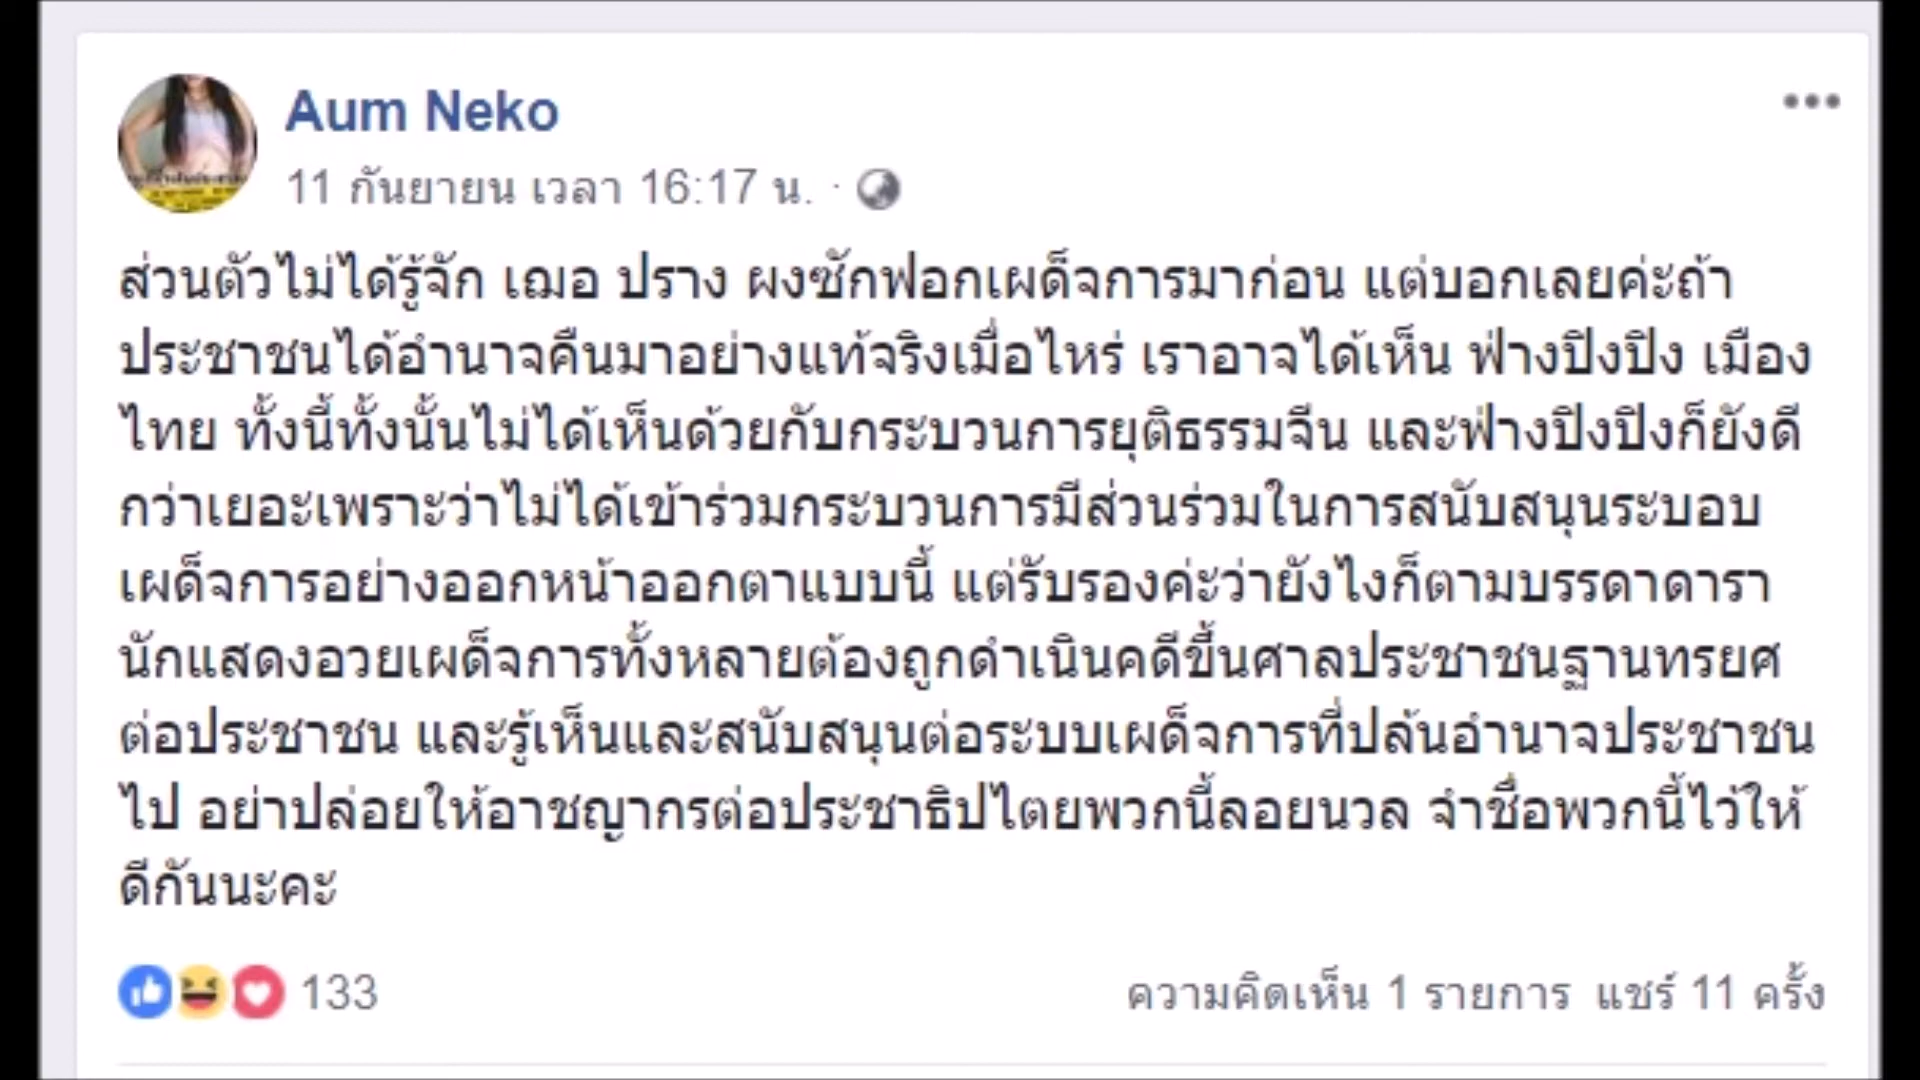 Aum Neko
11 กันยายน เวลา 16:17 น. ·
ส่วนตัวไม่ได้รู้จัก เฌอ ปราง ผงซักฟอกเผด็จการมาก่อน แต่บอกเลยค่ะถ้า
ประชาชนได้อำนาจคืนมาอย่างแท้จริงเมื่อไหร่ เราอาจได้เห็น ฟ่างปิงปิง เมือง
ไทย ทั้งนี้ทั้งนั้นไม่ได้เห็นด้วยกับกระบวนการยุติธรรมจีน และฟ่างปิงปิงก็ยังดี
กว่าเยอะเพราะว่าไม่ได้เข้าร่วมกระบวนการมีส่วนร่วมในการสนับสนุนระบอบ
เผด็จการอย่างออกหน้าออกตาแบบนี้ แต่รับรองค่ะว่ายังไงก็ตามบรรดาดารา
นักแสดงอวยเผด็จการทั้งหลายต้องถูกดำเนินคดีขึ้นศาลประชาชนฐานทรยศ
ต่อประชาชน และรู้เห็นและสนับสนุนต่อระบบเผด็จการที่ปล้นอำนาจประชาชน
ไป อย่าปล่อยให้อาชญากรต่อประชาธิปไตยพวกนี้ลอยนวล จำชื่อพวกนี้ไว้ให้
ดีกันนะคะ
133 ความคิดเห็น 1 รายการ แชร์ 11 ครั้ง